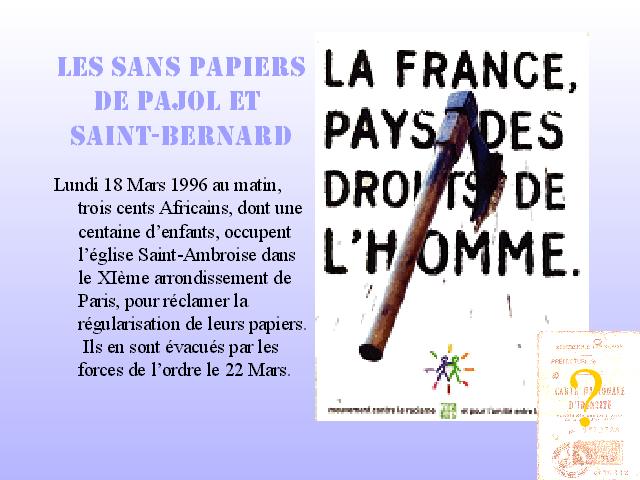 LES SANS PAPIERS
DE PAJOL ET
SAINT-BERNARD
Lundi 18 Mars 1996 au matin,
trois cents Africains, dont une
centaine d’enfants, occupent
l’église Saint-Ambroise dans
le XIème arrondissement de
Paris, pour réclamer la
régularisation de leurs papiers.
Ils en sont évacués par les
forces de l’ordre le 22 Mars.
LA FRANCE,
PAYS DES
DROITS DE
L'HOMME.
mouvement contre le racisme et pour l'amitié entre
?
CARTE NATIONALE
D'IDENTITÉ